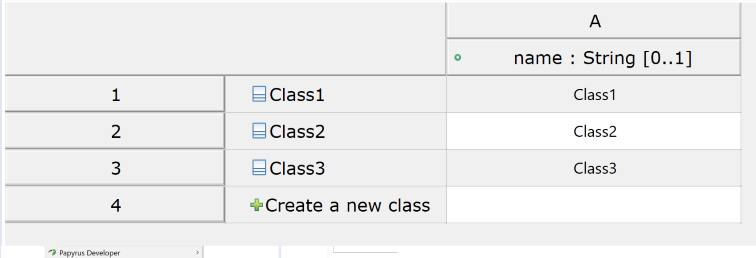 A
name : String [0..1]
1 Class1 Class1
2 Class2 Class2
3 Class3 Class3
4 Create a new class
Papyrus Developer